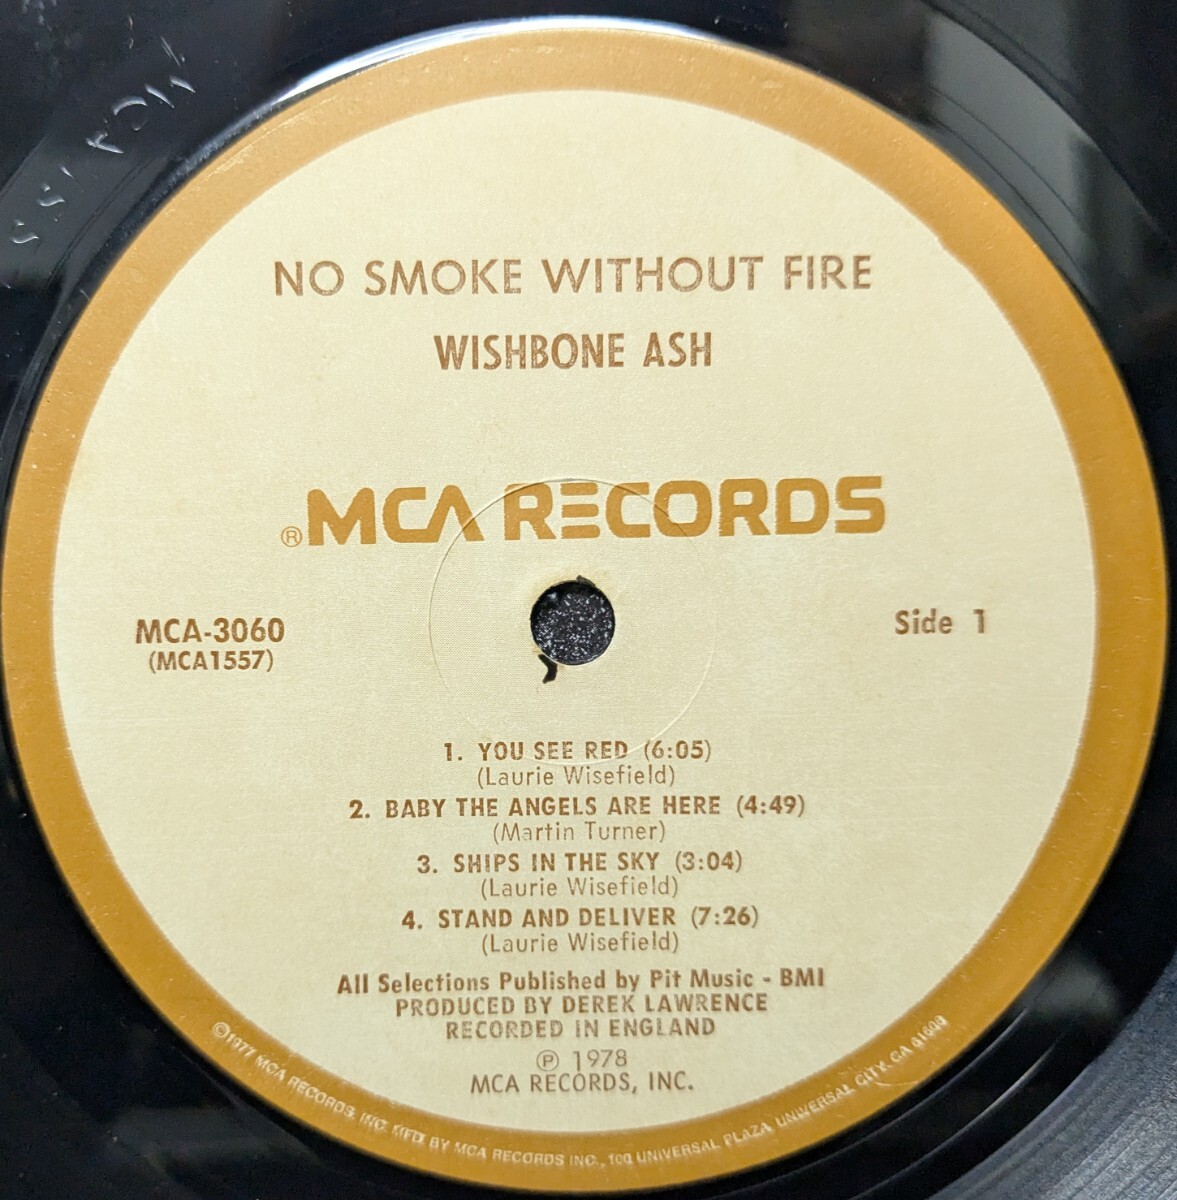 NO SMOKE WITHOUT FIRE
WISHBONE ASH
®MCA RECORDS
MCA-3060
(MCA1557)
Side 1
1. YOU SEE RED (6:05)
(Laurie Wisefield)
2. BABY THE ANGELS ARE HERE (4:49)
(Martin Turner)
3. SHIPS IN THE SKY (3:04)
(Laurie Wisefield)
4. STAND AND DELIVER (7:26)
(Laurie Wisefield)
All Selections Published by Pit Music - BMI
PRODUCED BY DEREK LAWRENCE
RECORDED IN ENGLAND
℗ 1978
MCA RECORDS, INC.
©1977 MCA RECORDS, INC. MFD. BY MCA RECORDS INC., 100 UNIVERSAL PLAZA, UNIVERSAL CITY, CA 91608